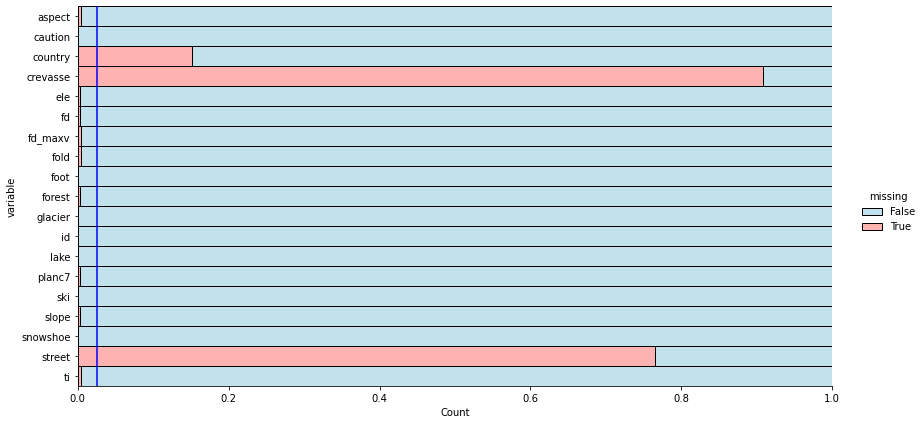 variable
aspect
caution
country
crevasse
ele
fd
fd_maxv
fold
foot
forest
glacier
id
lake
planc7
ski
slope
snowshoe
street
ti
0.0 0.2 0.4 0.6 0.8 1.0
Count
missing
False
True